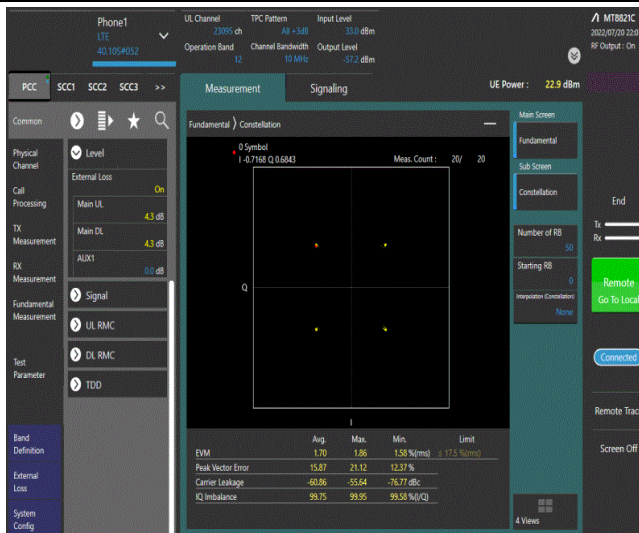 Phone1
LTE
40.105#052
UL Channel
23095 ch
TPC Pattern
All +3dB
Input Level
33.0 dBm
Operation Band
12
Channel Bandwidth
10 MHz
Output Level
-57.2 dBm
MT8821C
2022/07/20 22:0
RF Output : On
PCC
SCC1
SCC2
SCC3
>>
Measurement
Signaling
UE Power : 22.9 dBm
Common
Physical
Channel
Call
Processing
TX
Measurement
RX
Measurement
Fundamental
Measurement
Test
Parameter
Band
Definition
External
Loss
System
Config
Level
External Loss
On
Main UL
4.3 dB
Main DL
4.3 dB
AUX1
0.0 dB
Signal
UL RMC
DL RMC
TDD
Fundamental > Constellation
0 Symbol
I -0.7168 Q 0.6843
Meas. Count : 20/ 20
Q
I
Avg. Max. Min. Limit
EVM 1.70 1.86 1.58 %(rms) ≤ 17.5 %(rms)
Peak Vector Error 15.87 21.12 12.37 %
Carrier Leakage -60.86 -55.64 -76.77 dBc
IQ Imbalance 99.75 99.95 99.58 %(I/Q)
Main Screen
Fundamental
Sub Screen
Constellation
Number of RB
50
Starting RB
0
Interpolation (Constellation)
None
4 Views
End
Tx
Rx
Remote
Go To Local
Connected
Remote Trac
Screen Off